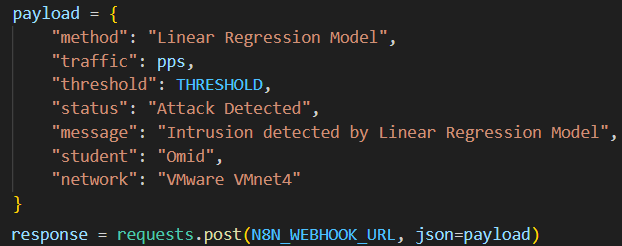 payload = {
    "method": "Linear Regression Model",
    "traffic": pps,
    "threshold": THRESHOLD,
    "status": "Attack Detected",
    "message": "Intrusion detected by Linear Regression Model",
    "student": "Omid",
    "network": "VMware VMnet4"
}
response = requests.post(N8N_WEBHOOK_URL, json=payload)